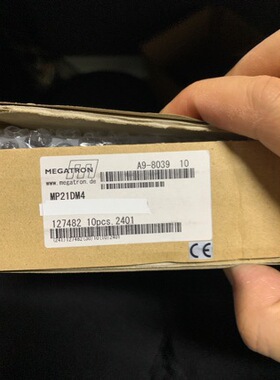 MEGATRON A9-8039 10
www.megatron.de
MP21DM4
127482 10pcs. 2401
CE